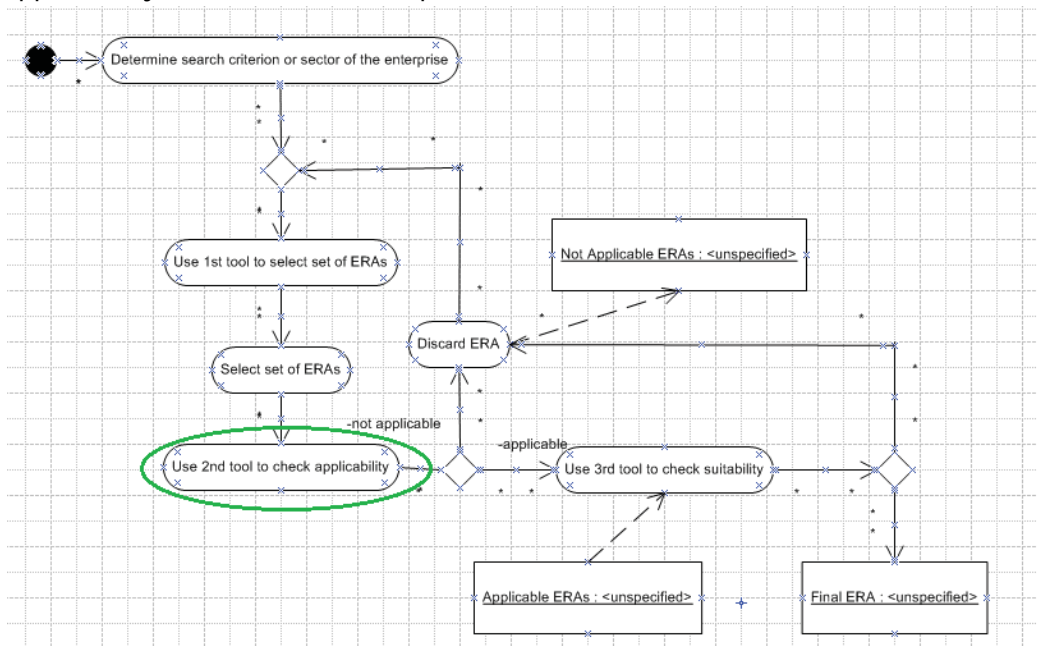 Determine search criterion or sector of the enterprise
Use 1st tool to select set of ERAs
Not Applicable ERAs : <unspecified>
Discard ERA
Select set of ERAs
-not applicable
-applicable
Use 2nd tool to check applicability
Use 3rd tool to check suitability
Applicable ERAs : <unspecified>
Final ERA : <unspecified>